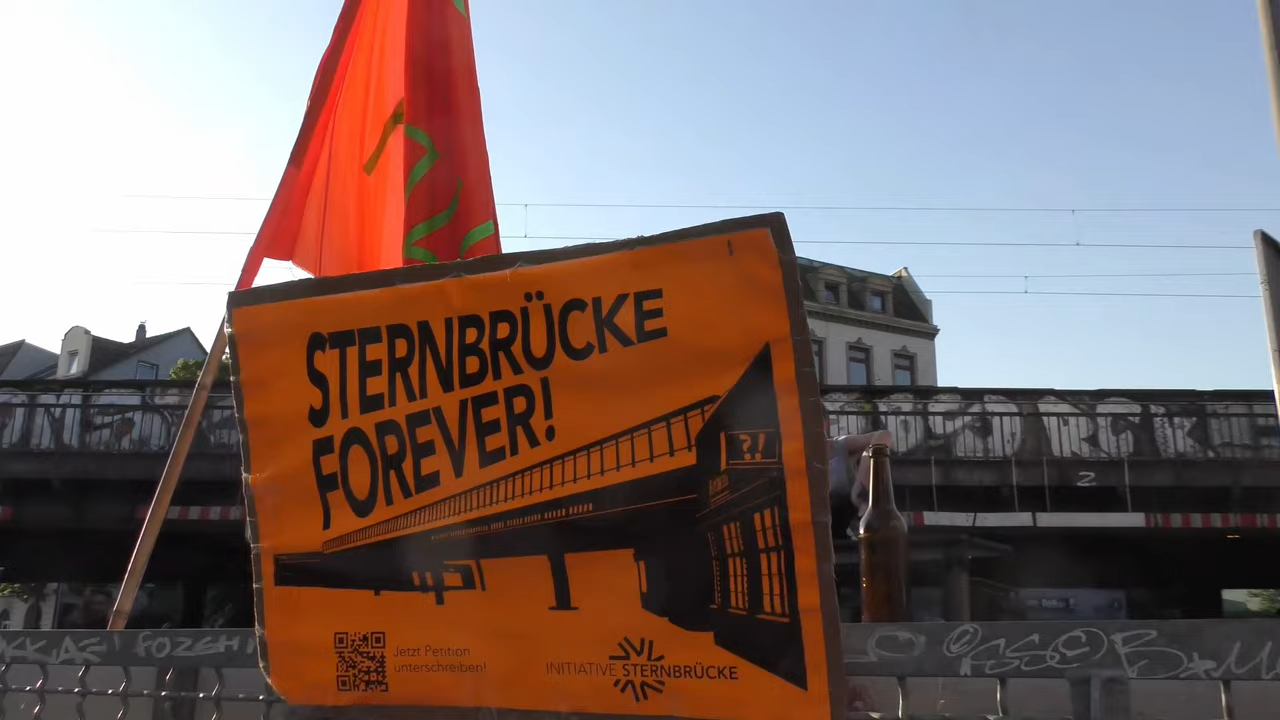 STERNBRÜCKE
FOREVER!
?!
Jetzt Petition
unterschreiben!
INITIATIVE STERNBRÜCKE